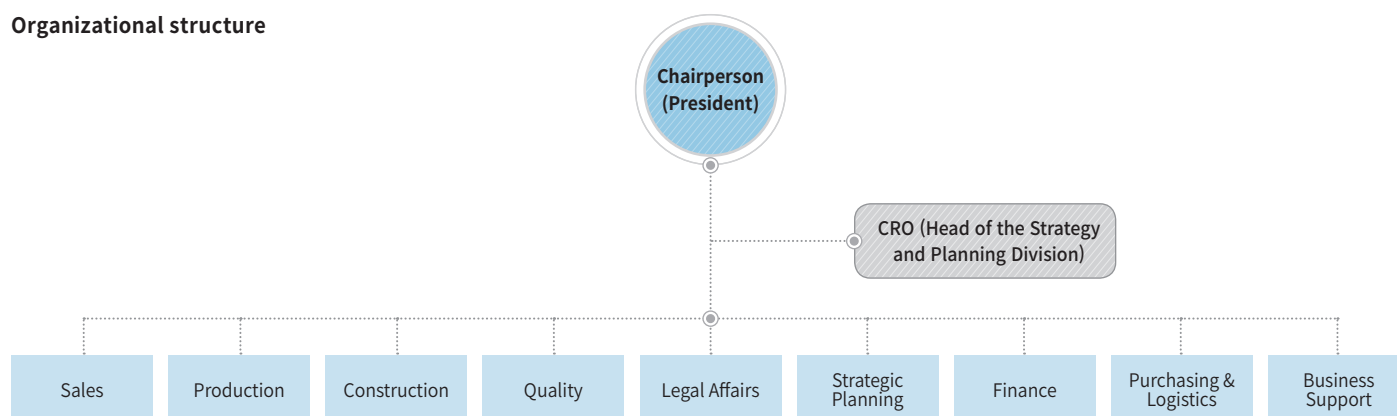 Organizational structure
Chairperson
(President)
CRO (Head of the Strategy
and Planning Division)
Sales
Production
Construction
Quality
Legal Affairs
Strategic
Planning
Finance
Purchasing &
Logistics
Business
Support